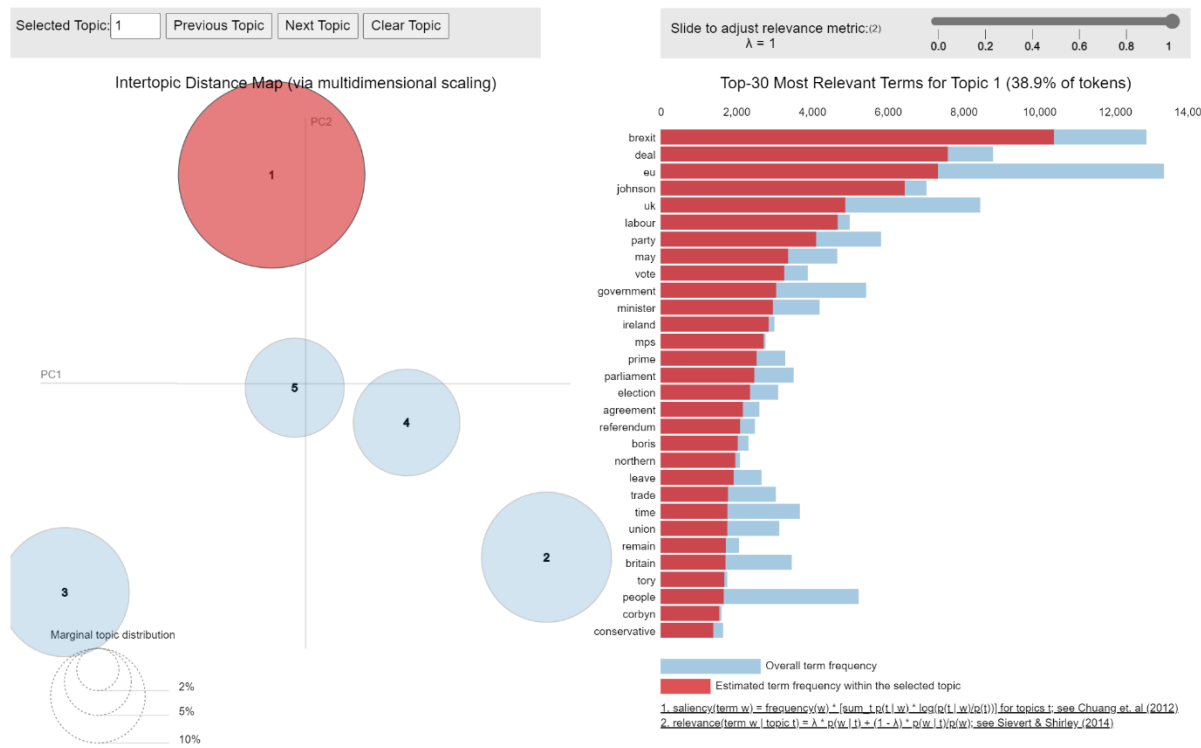 Selected Topic: 1 Previous Topic Next Topic Clear Topic
Slide to adjust relevance metric:(2)
λ = 1
0.0 0.2 0.4 0.6 0.8 1
Intertopic Distance Map (via multidimensional scaling)
PC2
PC1
1
5
4
2
3
Marginal topic distribution
2%
5%
10%
Top-30 Most Relevant Terms for Topic 1 (38.9% of tokens)
0 2,000 4,000 6,000 8,000 10,000 12,000 14,00
brexit
deal
eu
johnson
uk
labour
party
may
vote
government
minister
ireland
mps
prime
parliament
election
agreement
referendum
boris
northern
leave
trade
time
union
remain
britain
tory
people
corbyn
conservative
Overall term frequency
Estimated term frequency within the selected topic
1. saliency(term w) = frequency(w) * [sum_t p(t | w) * log(p(t | w)/p(t))] for topics t; see Chuang et. al (2012)
2. relevance(term w | topic t) = λ * p(w | t) + (1 - λ) * p(w | t)/p(w); see Sievert & Shirley (2014)